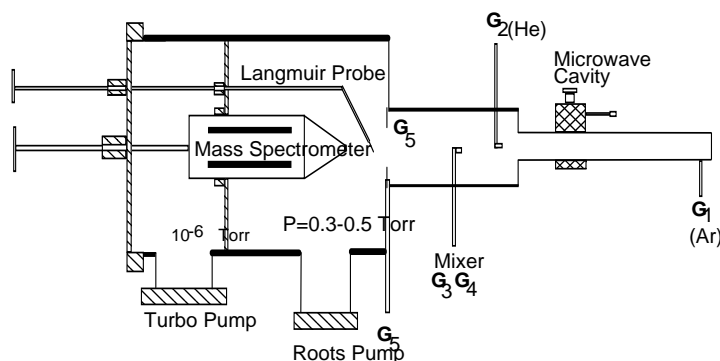 G2(He)
Microwave
Cavity
Langmuir Probe
G5
Mass Spectrometer
G1
(Ar)
10-6 Torr
P=0.3-0.5 Torr
Mixer
G3 G4
Turbo Pump
G5
Roots Pump